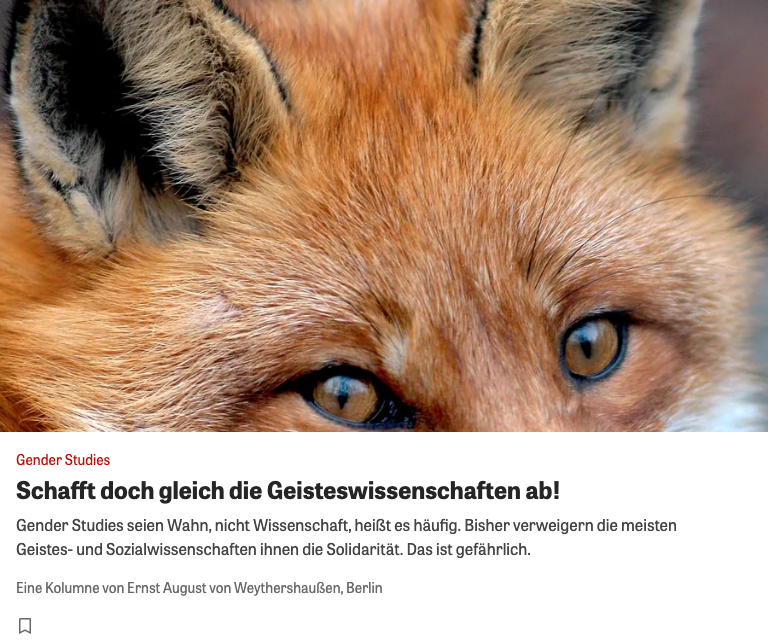 Gender Studies
Schafft doch gleich die Geisteswissenschaften ab!
Gender Studies seien Wahn, nicht Wissenschaft, heißt es häufig. Bisher verweigern die meisten
Geistes- und Sozialwissenschaften ihnen die Solidarität. Das ist gefährlich.
Eine Kolumne von Ernst August von Weythershaußen, Berlin